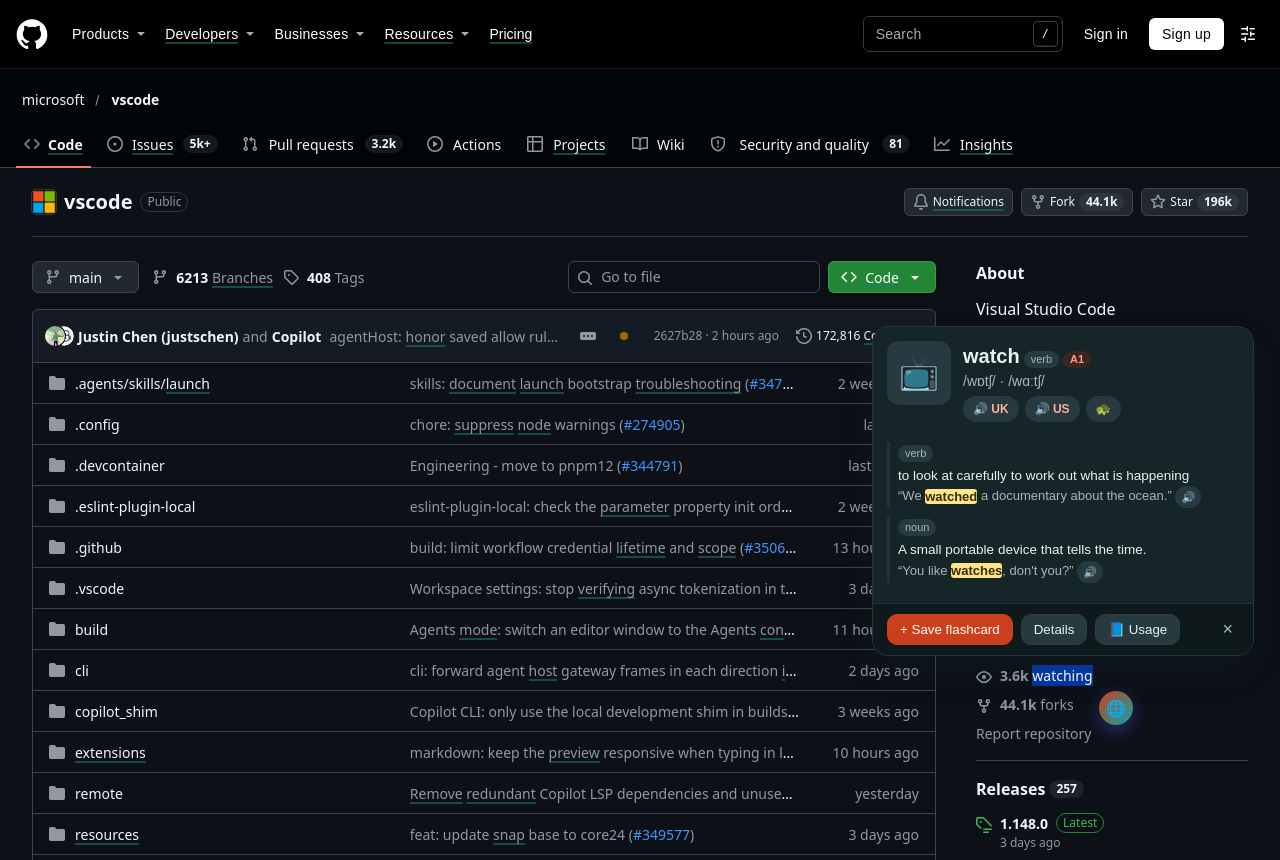 Products Developers Businesses Resources Pricing Search / Sign in Sign up
microsoft / vscode
Code Issues 5k+ Pull requests 3.2k Actions Projects Wiki Security and quality 81 Insights
vscode Public Notifications Fork 44.1k Star 196k
main 6213 Branches 408 Tags Go to file Code
About
Visual Studio Code
Justin Chen (justschen) and Copilot agentHost: honor saved allow rul… 2627b28 · 2 hours ago 172,816
.agents/skills/launch skills: document launch bootstrap troubleshooting (#347…
.config chore: suppress node warnings (#274905)
.devcontainer Engineering - move to pnpm12 (#344791) last
.eslint-plugin-local eslint-plugin-local: check the parameter property init ord…
.github build: limit workflow credential lifetime and scope (#3506…
.vscode Workspace settings: stop verifying async tokenization in t…
build Agents mode: switch an editor window to the Agents con…
cli cli: forward agent host gateway frames in each direction i… 2 days ago
copilot_shim Copilot CLI: only use the local development shim in builds… 3 weeks ago
extensions markdown: keep the preview responsive when typing in l… 10 hours ago
remote Remove redundant Copilot LSP dependencies and unuse… yesterday
resources feat: update snap base to core24 (#349577) 3 days ago
watch verb A1
/wɒtʃ/ · /wɑːtʃ/
UK US
verb
to look at carefully to work out what is happening
“We watched a documentary about the ocean.”
noun
A small portable device that tells the time.
“You like watches, don't you?”
+ Save flashcard Details Usage ×
3.6k watching
44.1k forks
Report repository
Releases 257
1.148.0 Latest
3 days ago